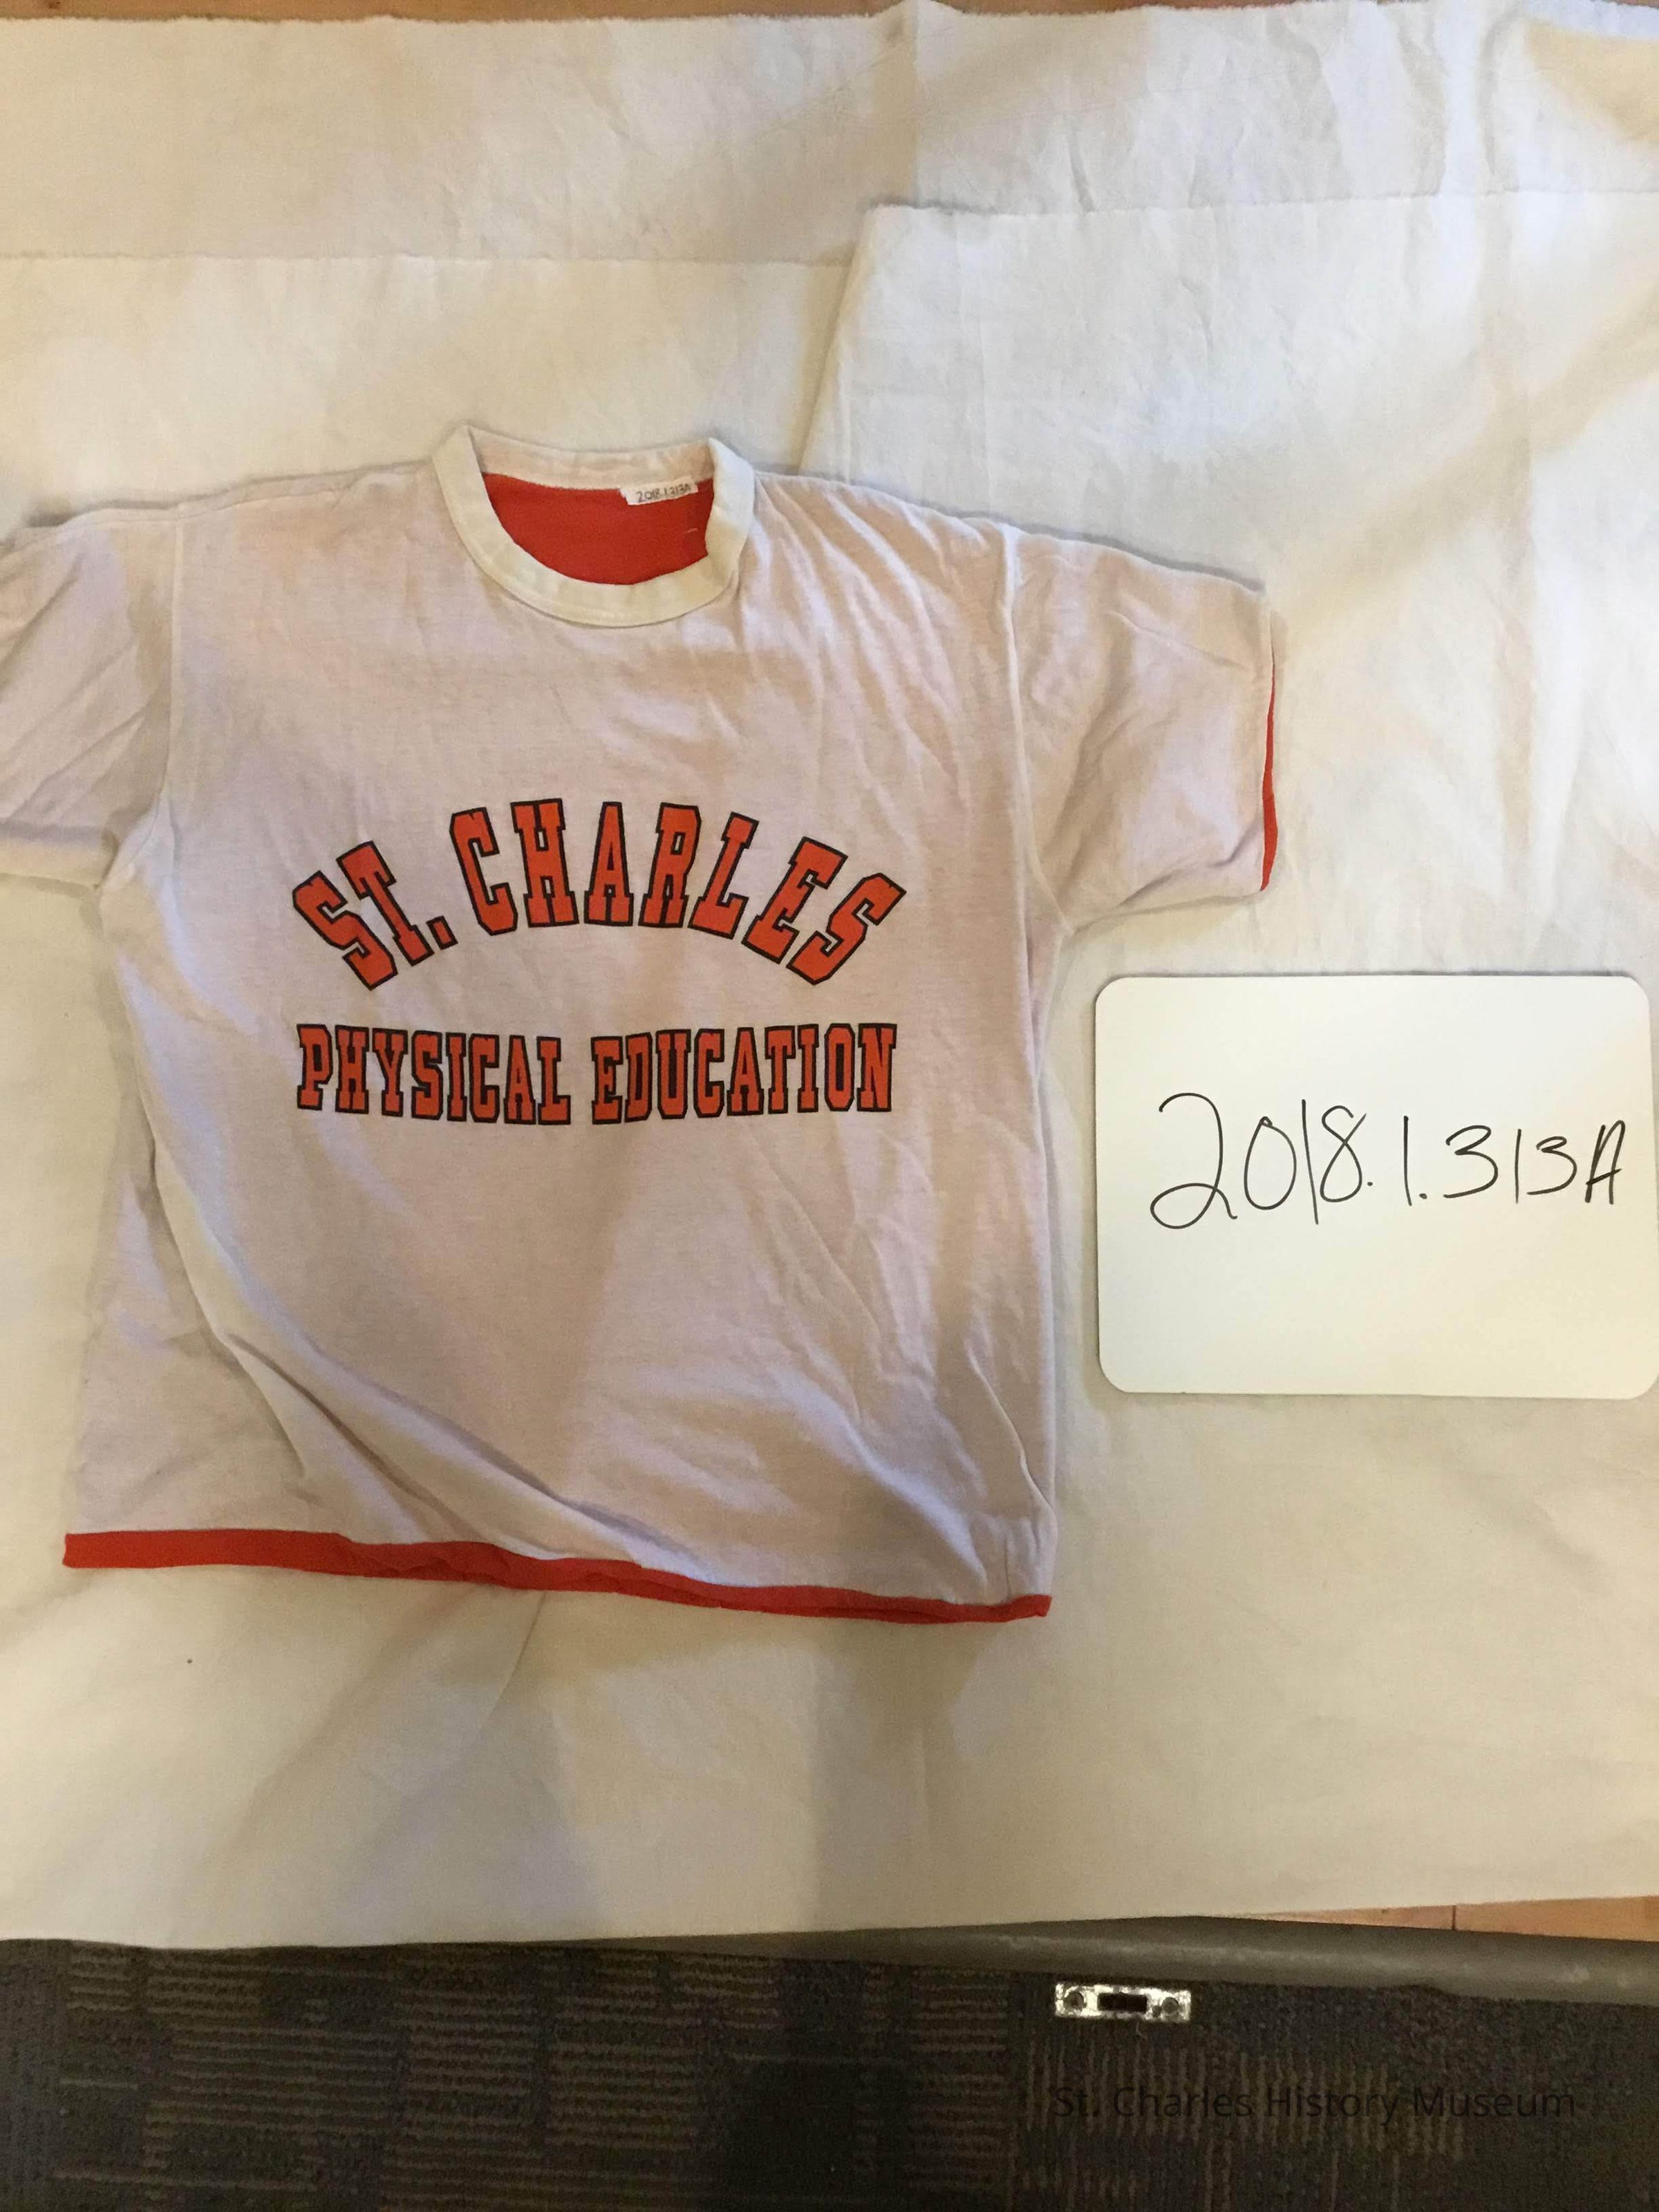 2018.1.313A
ST. CHARLES
PHYSICAL EDUCATION
2018.1.313A
St. Charles History Museum